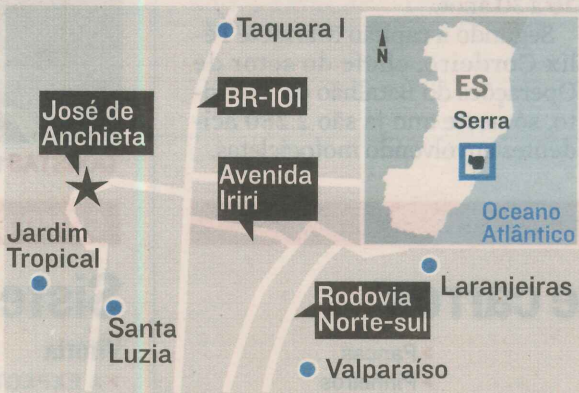 Taquara I
N
ES
BR-101
José de
Anchieta
Serra
Avenida
Iriri
Oceano
Atlântico
Jardim
Tropical
Laranjeiras
Rodovia
Norte-sul
Santa
Luzia
Valparaíso